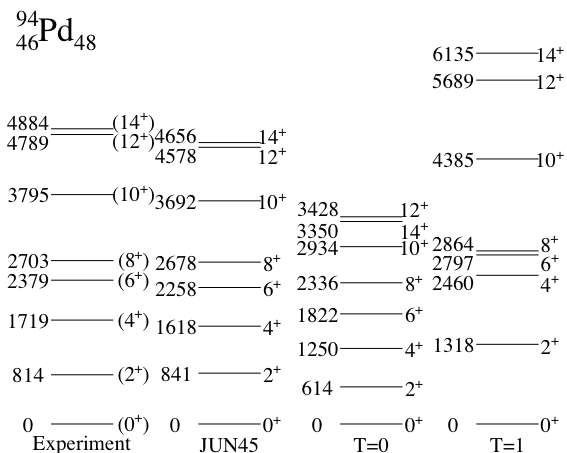 ⁹⁴₄₆Pd₄₈
6135 14⁺
5689 12⁺
4884 (14⁺) 4656 14⁺
4789 (12⁺) 4578 12⁺
4385 10⁺
3795 (10⁺) 3692 10⁺
3428 12⁺
3350 14⁺
2934 10⁺
2864 8⁺
2797 6⁺
2703 (8⁺) 2678 8⁺
2379 (6⁺) 2258 6⁺ 2336 8⁺ 2460 4⁺
1822 6⁺
1719 (4⁺) 1618 4⁺
1250 4⁺ 1318 2⁺
814 (2⁺) 841 2⁺
614 2⁺
0 (0⁺) 0 0⁺ 0 0⁺ 0 0⁺
Experiment JUN45 T=0 T=1